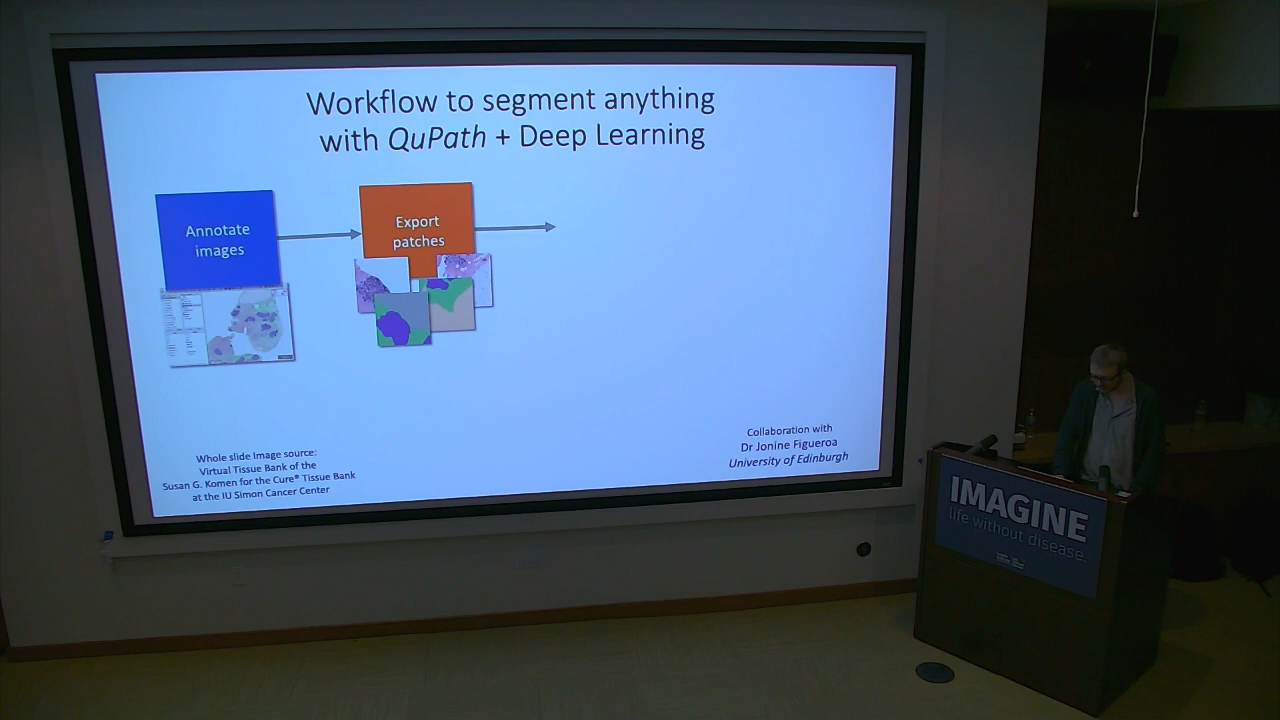 Workflow to segment anything
with QuPath + Deep Learning
Annotate
images
Export
patches
Whole slide Image source:
Virtual Tissue Bank of the
Susan G. Komen for the Cure® Tissue Bank
at the IU Simon Cancer Center
Collaboration with
Dr Jonine Figueroa
University of Edinburgh
IMAGINE
life without disease.